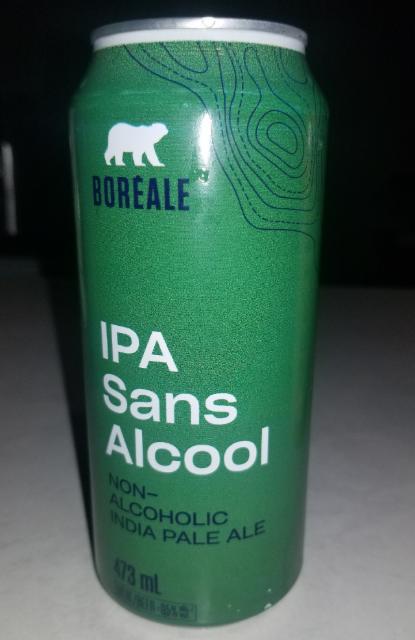 BORÉALE
IPA
Sans
Alcool
NON-
ALCOHOLIC
INDIA PALE ALE
473 mL